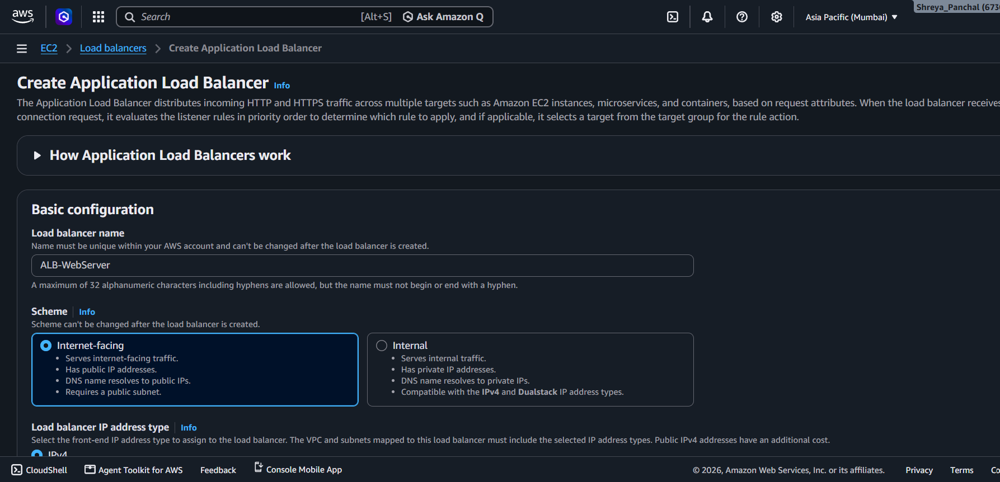 aws
Search [Alt+S] Ask Amazon Q
Asia Pacific (Mumbai)
Shreya_Panchal (673
EC2 Load balancers Create Application Load Balancer
Create Application Load Balancer Info
The Application Load Balancer distributes incoming HTTP and HTTPS traffic across multiple targets such as Amazon EC2 instances, microservices, and containers, based on request attributes. When the load balancer receives
connection request, it evaluates the listener rules in priority order to determine which rule to apply, and if applicable, it selects a target from the target group for the rule action.
How Application Load Balancers work
Basic configuration
Load balancer name
Name must be unique within your AWS account and can't be changed after the load balancer is created.
ALB-WebServer
A maximum of 32 alphanumeric characters including hyphens are allowed, but the name must not begin or end with a hyphen.
Scheme Info
Scheme can't be changed after the load balancer is created.
Internet-facing
• Serves internet-facing traffic.
• Has public IP addresses.
• DNS name resolves to public IPs.
• Requires a public subnet.
Internal
• Serves internal traffic.
• Has private IP addresses.
• DNS name resolves to private IPs.
• Compatible with the IPv4 and Dualstack IP address types.
Load balancer IP address type Info
Select the front-end IP address type to assign to the load balancer. The VPC and subnets mapped to this load balancer must include the selected IP address types. Public IPv4 addresses have an additional cost.
IPv4
CloudShell Agent Toolkit for AWS Feedback Console Mobile App © 2026, Amazon Web Services, Inc. or its affiliates. Privacy Terms Co